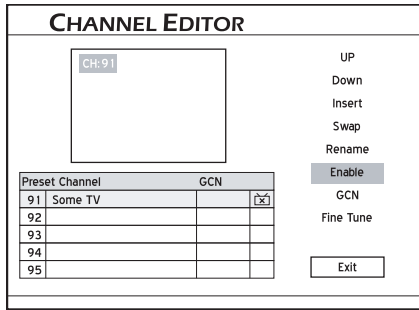 CHANNEL EDITOR
CH:91
UP
Down
Insert
Swap
Rename
Enable
GCN
Fine Tune
Exit
Preset Channel GCN
91 Some TV
92
93
94
95